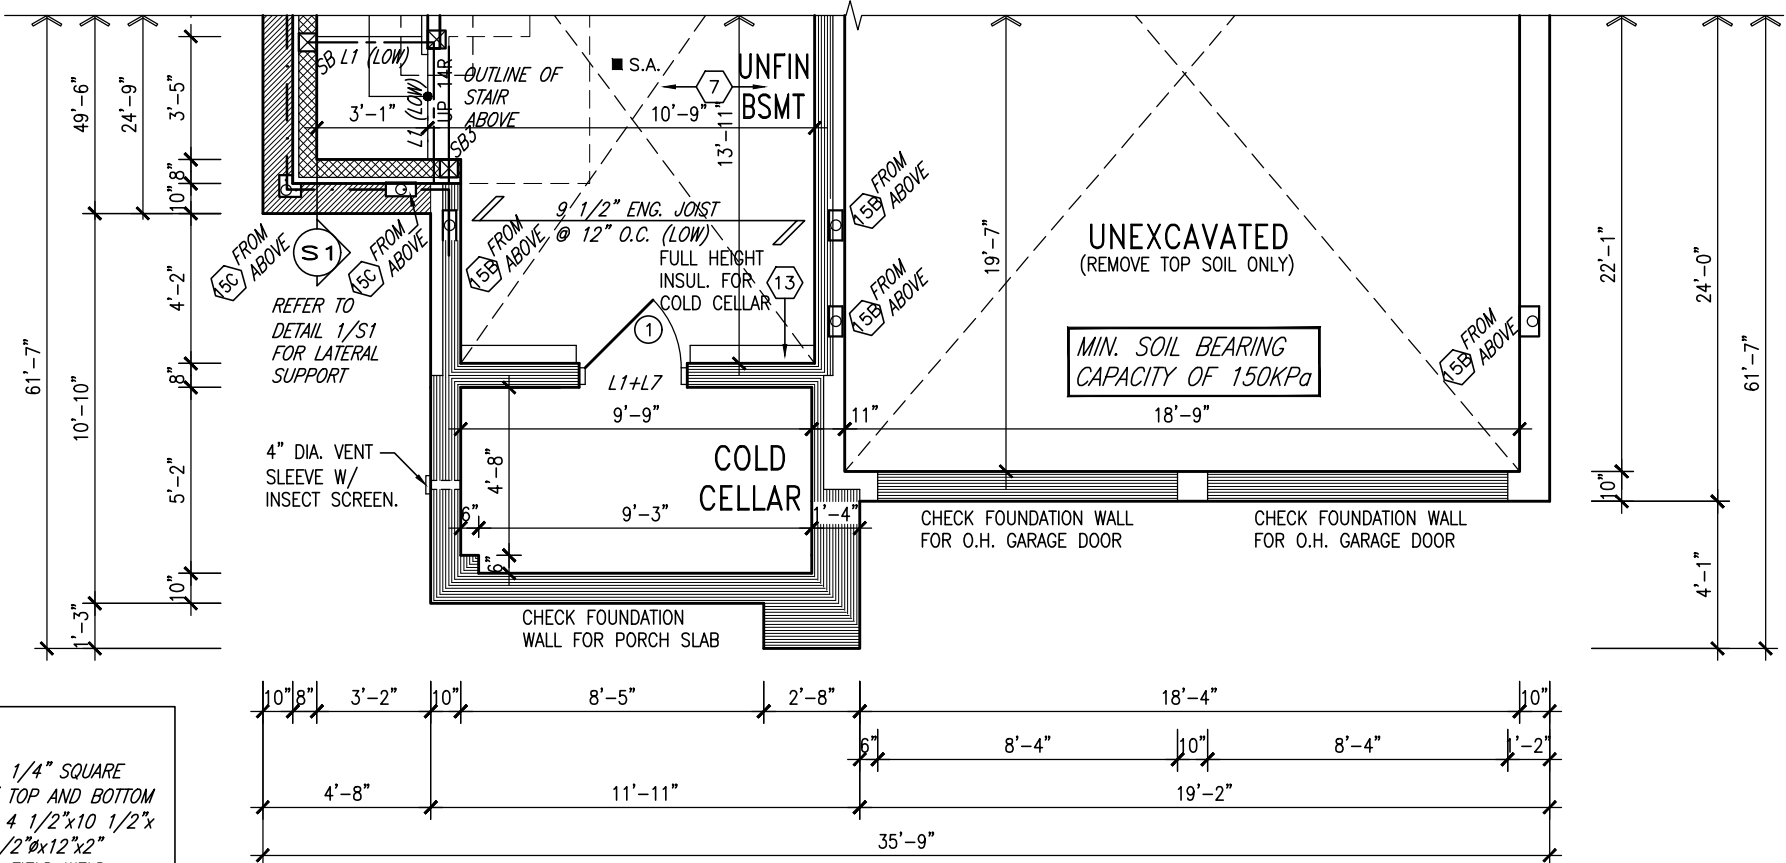 SB L1 (LOW)
L1 (LOW)
UP 14R
OUTLINE OF
STAIR
ABOVE
SB3
S.A.
7
UNFIN
BSMT
3'-1"
10'-9"
13'-11"
49'-6"
24'-9"
3'-5"
8"
10"
61'-7"
4'-2"
10'-10"
8"
5'-2"
10"
1'-3"
15C
FROM
ABOVE
S1
15C
FROM
ABOVE
REFER TO
DETAIL 1/S1
FOR LATERAL
SUPPORT
9 1/2" ENG. JOIST
@ 12" O.C. (LOW)
15B
FROM
ABOVE
FULL HEIGHT
INSUL. FOR
COLD CELLAR
13
1
L1+L7
15B
FROM
ABOVE
15B
FROM
ABOVE
19'-7"
UNEXCAVATED
(REMOVE TOP SOIL ONLY)
MIN. SOIL BEARING
CAPACITY OF 150KPa
15B
FROM
ABOVE
22'-1"
24'-0"
61'-7"
10"
4'-1"
9'-9"
11"
18'-9"
4" DIA. VENT
SLEEVE W/
INSECT SCREEN.
4'-8"
COLD
CELLAR
6"
9'-3"
1'-4"
6"
CHECK FOUNDATION WALL
FOR O.H. GARAGE DOOR
CHECK FOUNDATION WALL
FOR O.H. GARAGE DOOR
CHECK FOUNDATION
WALL FOR PORCH SLAB
10" 8" 3'-2" 10" 8'-5" 2'-8" 18'-4" 10"
6" 8'-4" 10" 8'-4" 1'-2"
4'-8" 11'-11" 19'-2"
35'-9"
1/4" SQUARE
TOP AND BOTTOM
4 1/2"x10 1/2"x
/2"øx12"x2"